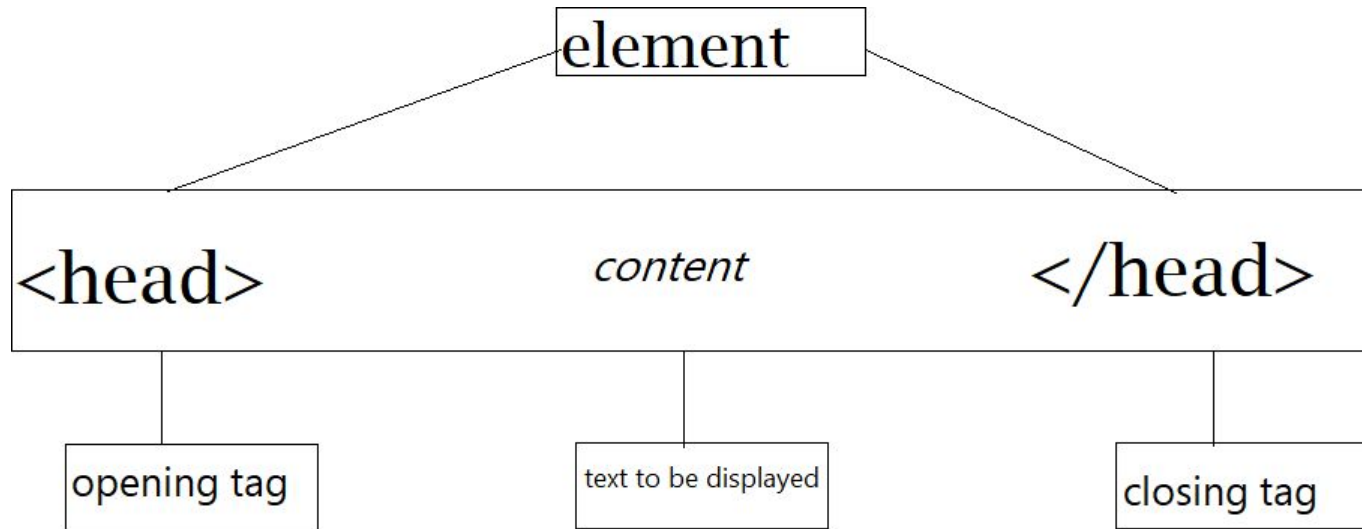 element
<head> content </head>
opening tag text to be displayed closing tag